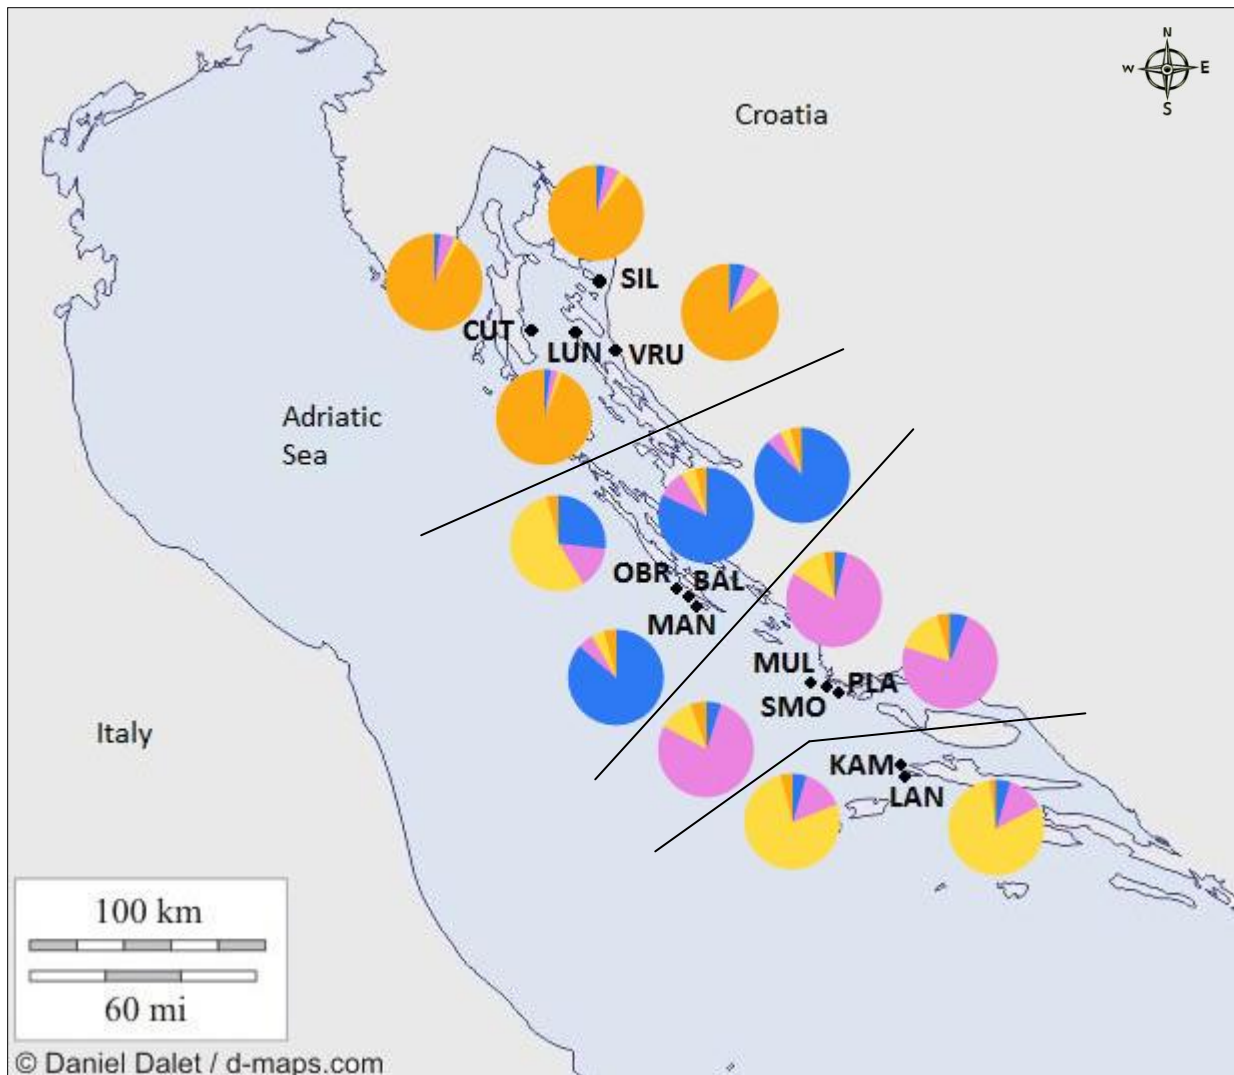 N
W E
S
Croatia
SIL
CUT
LUN
VRU
Adriatic
Sea
OBR
BAL
MAN
MUL
PLA
SMO
Italy
KAM
LAN
100 km
60 mi
© Daniel Dalet / d-maps.com